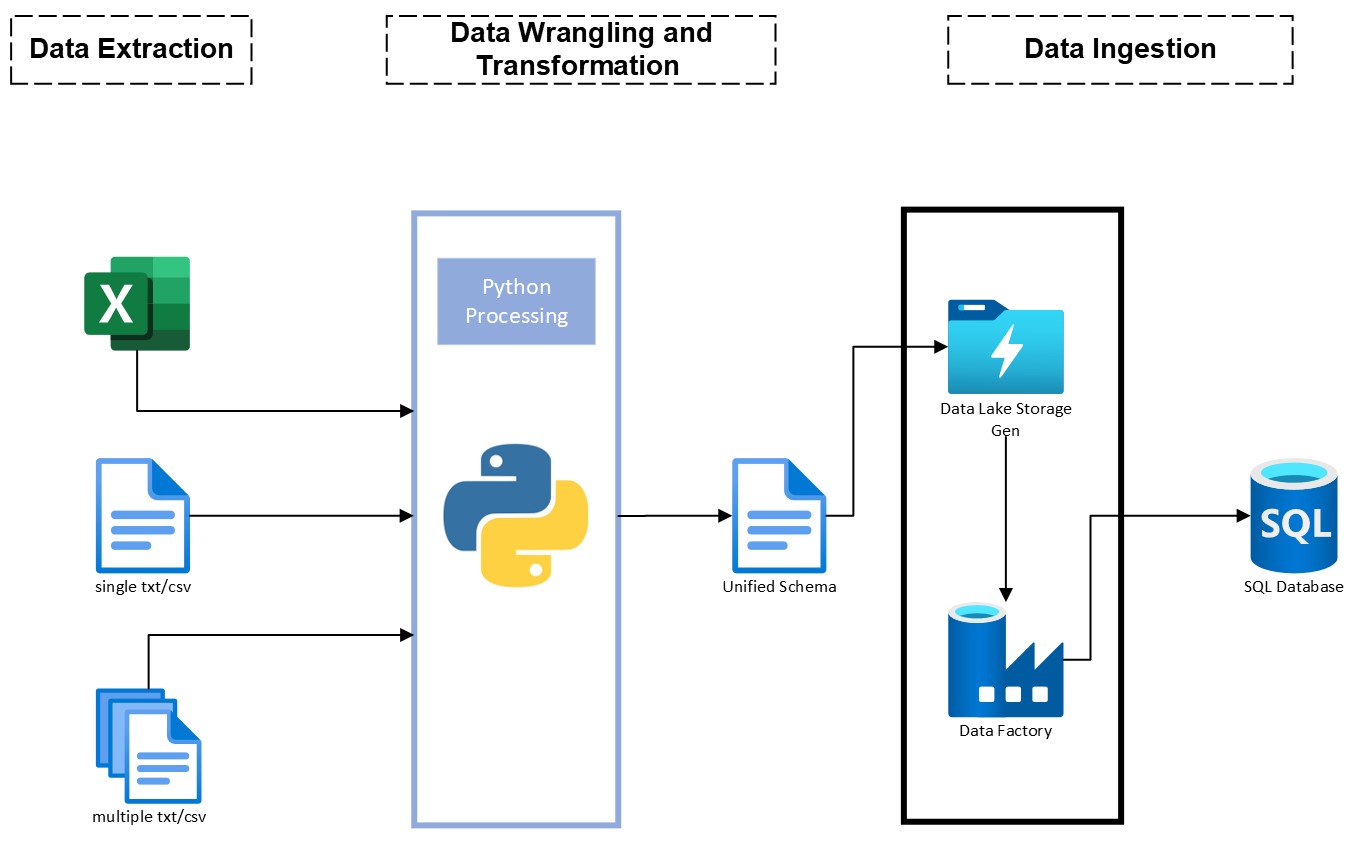 Data Extraction
Data Wrangling and
Transformation
Data Ingestion
Python
Processing
X
Data Lake Storage
Gen
single txt/csv
Unified Schema
SQL
SQL Database
Data Factory
multiple txt/csv